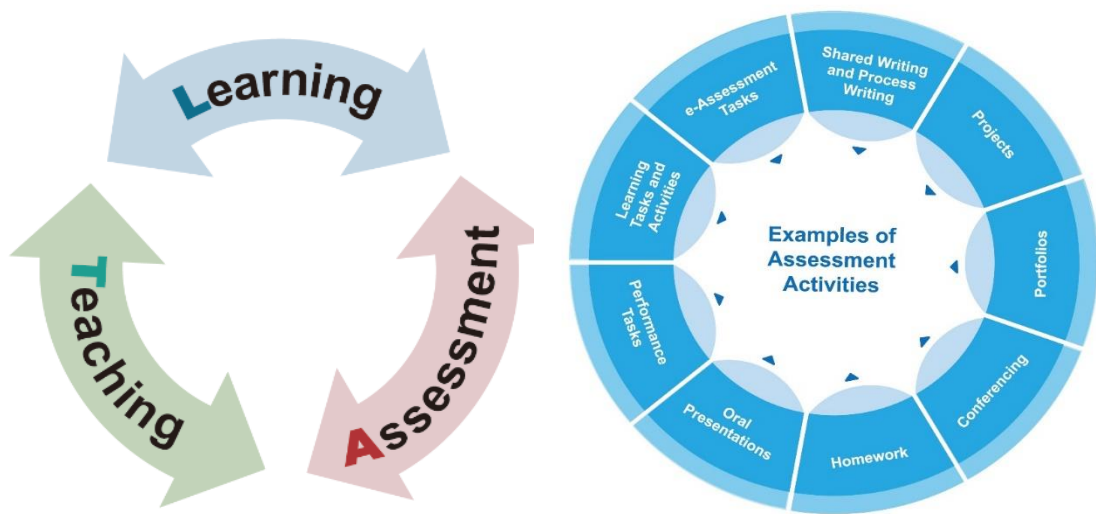 Learning
Teaching
Assessment
Shared Writing
and Process
Writing
Projects
Portfolios
Conferencing
Homework
Oral
Presentations
Performance
Tasks
Learning
Tasks and
Activities
e-Assessment
Tasks
Examples of
Assessment
Activities